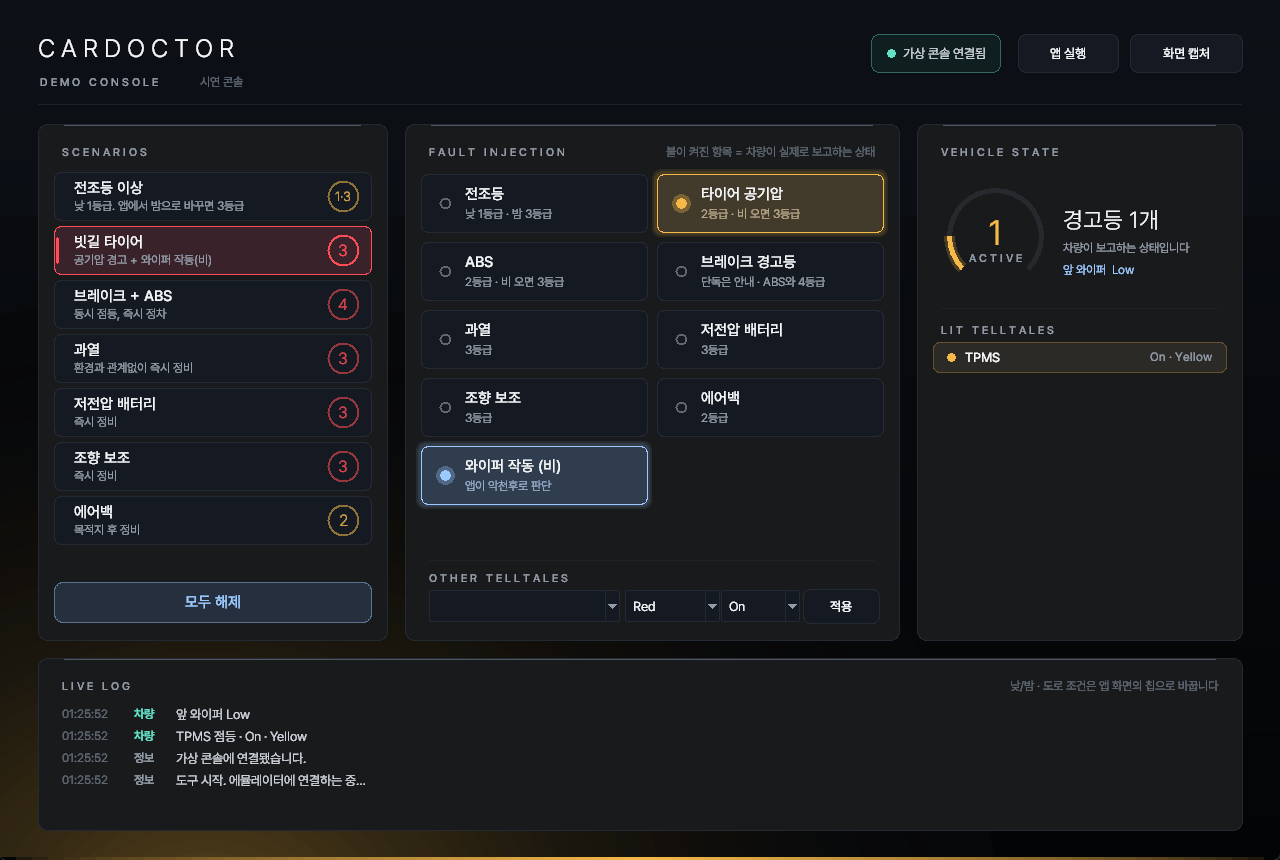 CARDOCTOR
DEMO CONSOLE 시연 콘솔
가상 콘솔 연결됨
앱 실행
화면 캡처
SCENARIOS
전조등 이상
낮 1등급. 앱에서 밤으로 바꾸면 3등급
1·3
빗길 타이어
공기압 경고 + 와이퍼 작동(비)
3
브레이크 + ABS
동시 점등, 즉시 정차
4
과열
환경과 관계없이 즉시 정비
3
저전압 배터리
즉시 정비
3
조향 보조
즉시 정비
3
에어백
목적지 후 정비
2
모두 해제
FAULT INJECTION
불이 켜진 항목 = 차량이 실제로 보고하는 상태
전조등
낮 1등급 · 밤 3등급
타이어 공기압
2등급 · 비 오면 3등급
ABS
2등급 · 비 오면 3등급
브레이크 경고등
단독은 안내 · ABS와 4등급
과열
3등급
저전압 배터리
3등급
조향 보조
3등급
에어백
2등급
와이퍼 작동 (비)
앱이 악천후로 판단
OTHER TELLTALES
Red
On
적용
VEHICLE STATE
1
ACTIVE
경고등 1개
차량이 보고하는 상태입니다
앞 와이퍼 Low
LIT TELLTALES
TPMS On · Yellow
LIVE LOG
낮/밤 · 도로 조건은 앱 화면의 칩으로 바꿉니다
01:25:52 차량 앞 와이퍼 Low
01:25:52 차량 TPMS 점등 · On · Yellow
01:25:52 정보 가상 콘솔에 연결됐습니다.
01:25:52 정보 도구 시작. 에뮬레이터에 연결하는 중...